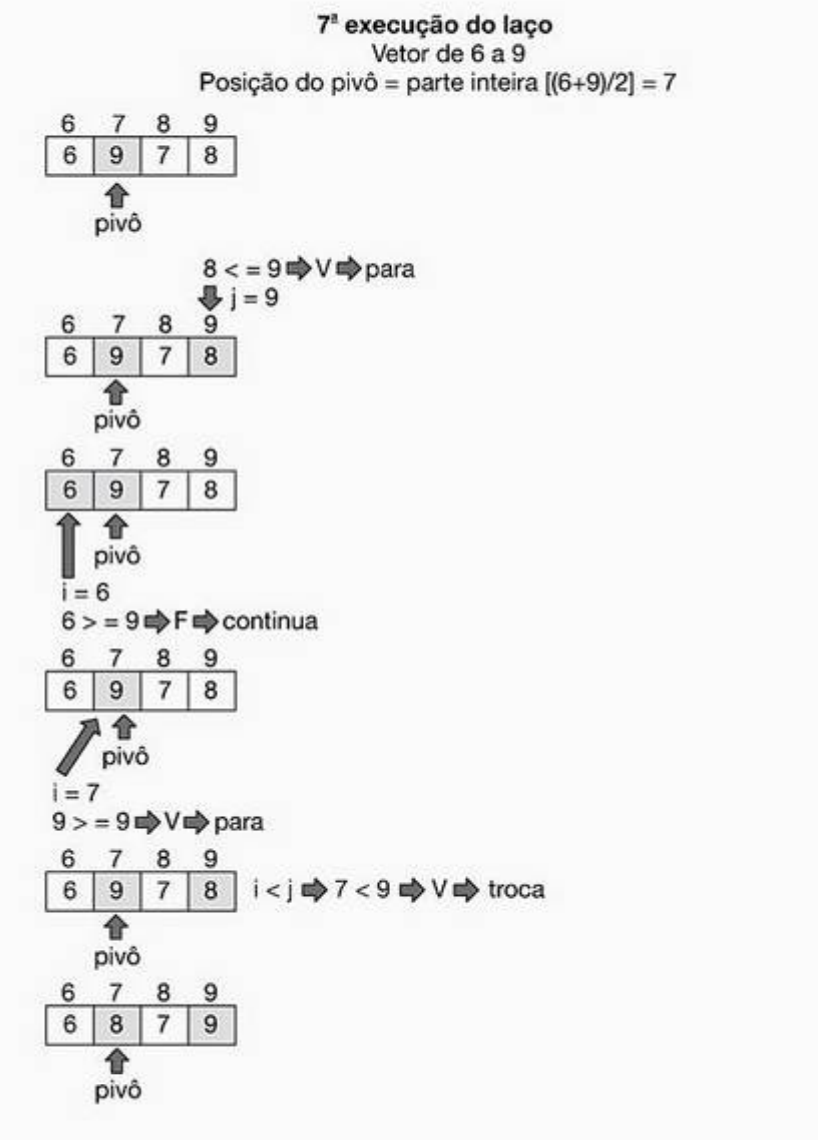 7ª execução do laço
Vetor de 6 a 9
Posição do pivô = parte inteira [(6+9)/2] = 7
6 7 8 9
6 9 7 8
pivô
8 < = 9 V para
j = 9
6 7 8 9
6 9 7 8
pivô
6 7 8 9
6 9 7 8
pivô
i = 6
6 > = 9 F continua
6 7 8 9
6 9 7 8
pivô
i = 7
9 > = 9 V para
6 7 8 9
6 9 7 8 i < j 7 < 9 V troca
pivô
6 7 8 9
6 8 7 9
pivô